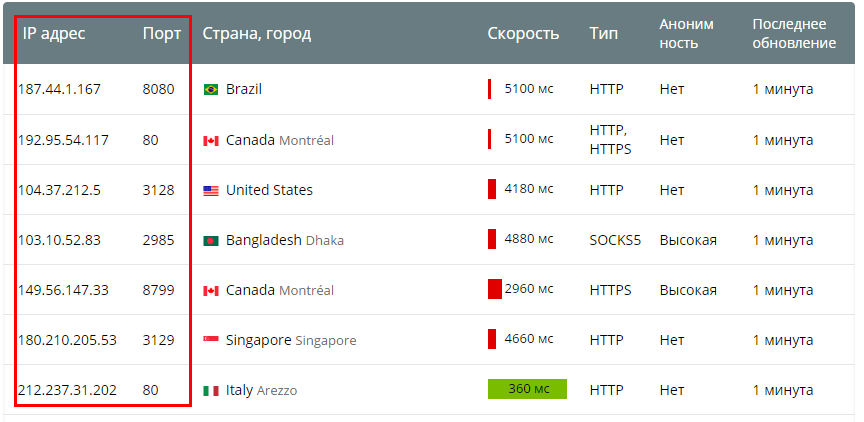 IP адрес Порт Страна, город Скорость Тип Аноним Последнее
ность обновление
187.44.1.167 8080 Brazil 5100 мс HTTP Нет 1 минута
192.95.54.117 80 Canada Montréal 5100 мс HTTP, Нет 1 минута
HTTPS
104.37.212.5 3128 United States 4180 мс HTTP Нет 1 минута
103.10.52.83 2985 Bangladesh Dhaka 4880 мс SOCKS5 Высокая 1 минута
149.56.147.33 8799 Canada Montréal 2960 мс HTTPS Высокая 1 минута
180.210.205.53 3129 Singapore Singapore 4660 мс HTTP Нет 1 минута
212.237.31.202 80 Italy Arezzo 360 мс HTTP Нет 1 минута